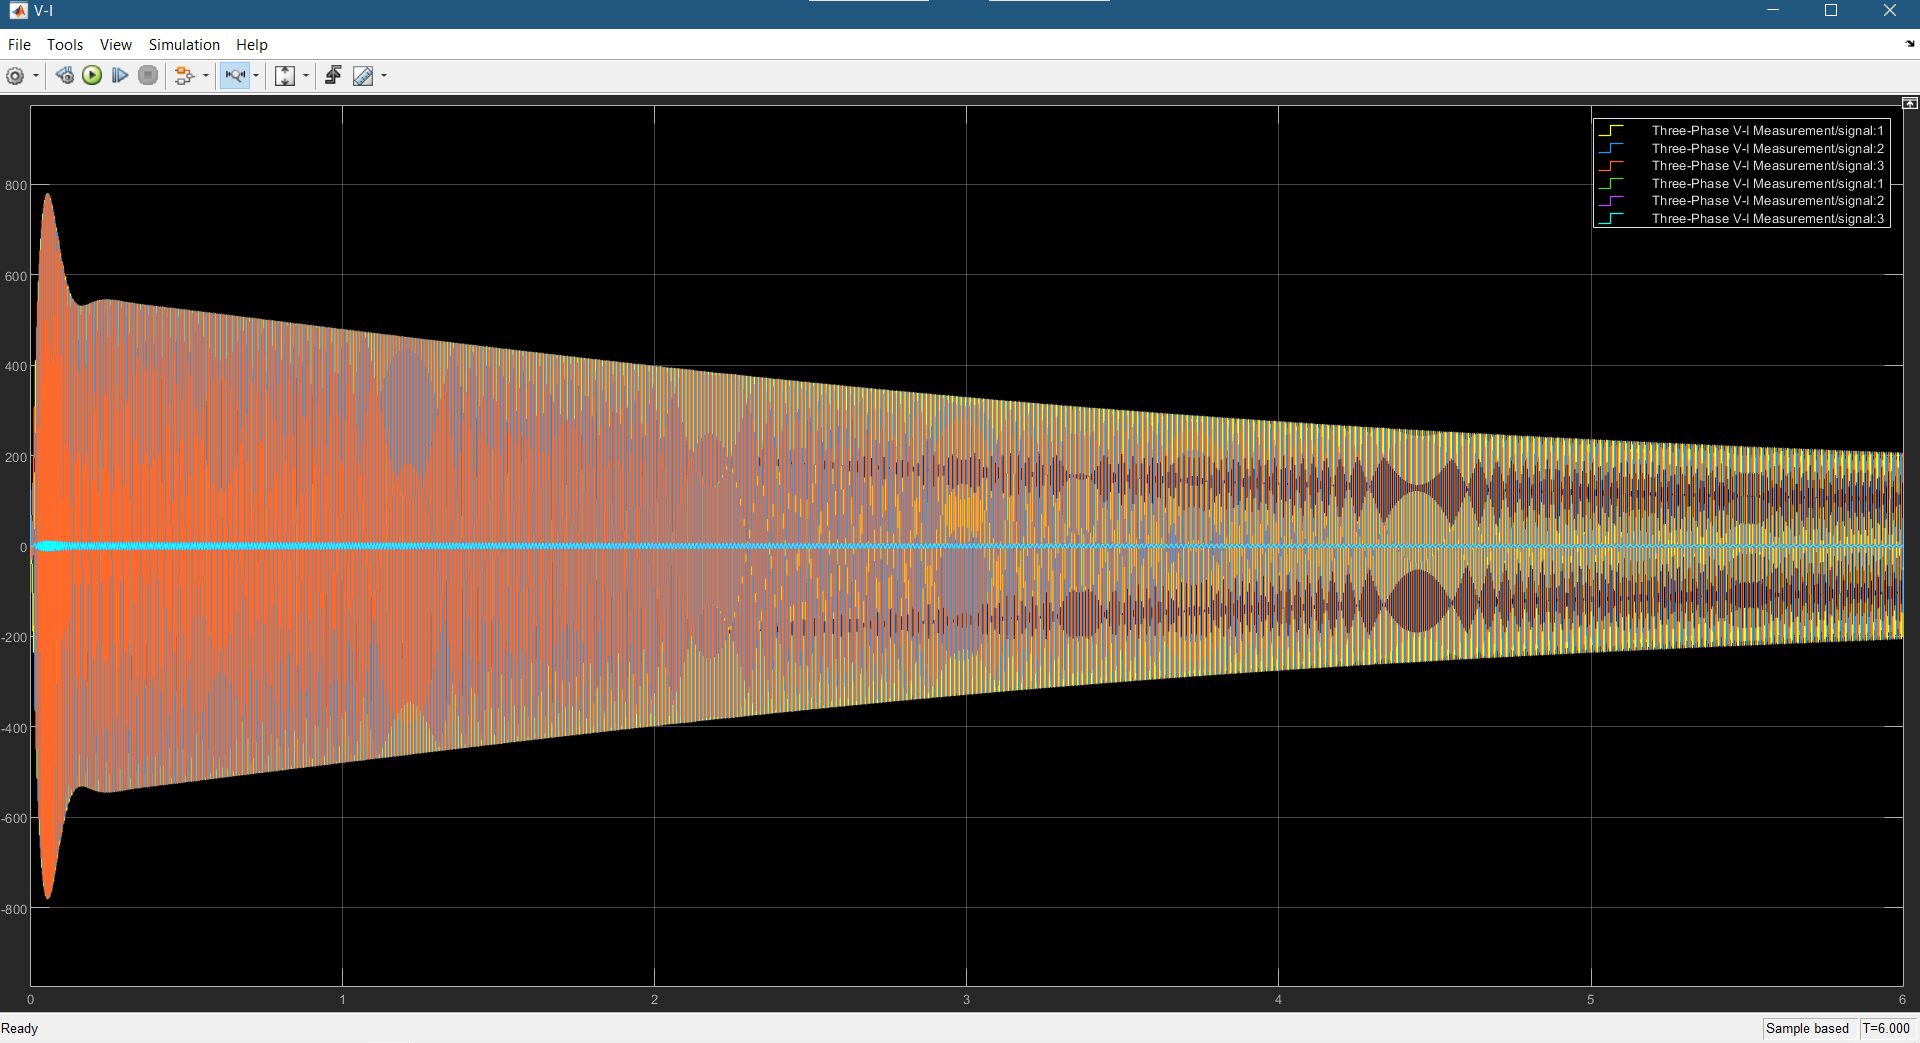 V-I
File Tools View Simulation Help
Three-Phase V-I Measurement/signal:1
Three-Phase V-I Measurement/signal:2
Three-Phase V-I Measurement/signal:3
Three-Phase V-I Measurement/signal:1
Three-Phase V-I Measurement/signal:2
Three-Phase V-I Measurement/signal:3
800
600
400
200
0
-200
-400
-600
-800
0 1 2 3 4 5 6
Ready Sample based T=6.000